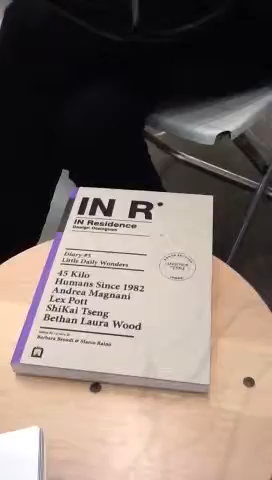 IN R*
IN Residence
Design Dialogues
Diary #5
Little Daily Wonders
45 Kilo
Humans Since 1982
Andrea Magnani
Lex Pott
ShiKai Tseng
Bethan Laura Wood
Barbara Brondi & Marco Rainò